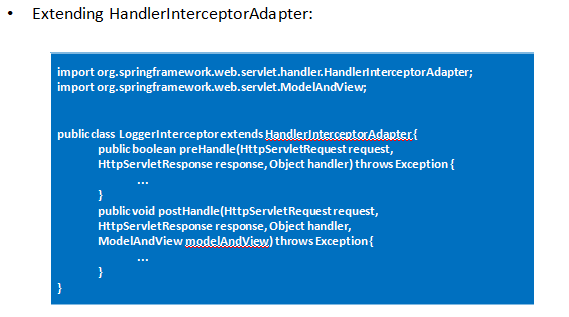 • Extending HandlerInterceptorAdapter:
import org.springframework.web.servlet.handler.HandlerInterceptorAdapter;
import org.springframework.web.servlet.ModelAndView;
public class LoggerInterceptor extends HandlerInterceptorAdapter{
public boolean preHandle(HttpServletRequest request,
HttpServletResponse response, Object handler) throws Exception {
...
}
public void postHandle(HttpServletRequest request,
HttpServletResponse response, Object handler,
ModelAndView modelAndView) throws Exception {
...
}
}